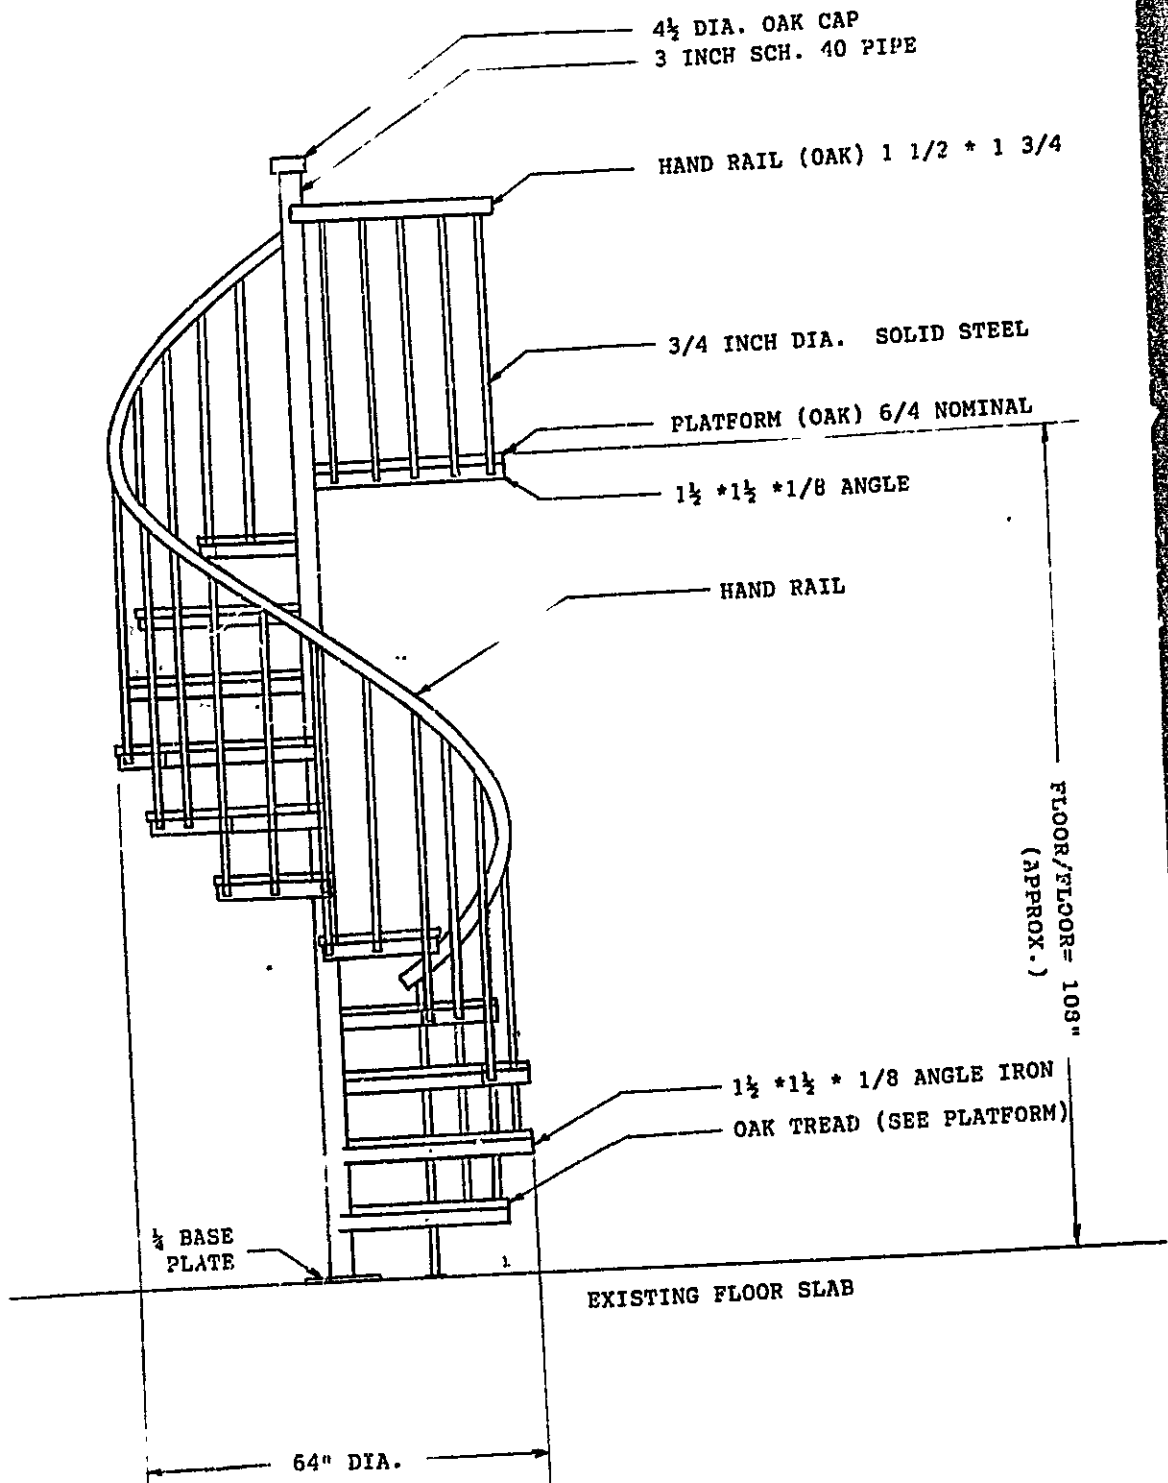 4½ DIA. OAK CAP
3 INCH SCH. 40 PIPE
HAND RAIL (OAK) 1 1/2 * 1 3/4
3/4 INCH DIA. SOLID STEEL
PLATFORM (OAK) 6/4 NOMINAL
1½ *1½ *1/8 ANGLE
HAND RAIL
FLOOR/FLOOR= 108"
(APPROX.)
1½ *1½ * 1/8 ANGLE IRON
OAK TREAD (SEE PLATFORM)
¼ BASE
PLATE
EXISTING FLOOR SLAB
64" DIA.